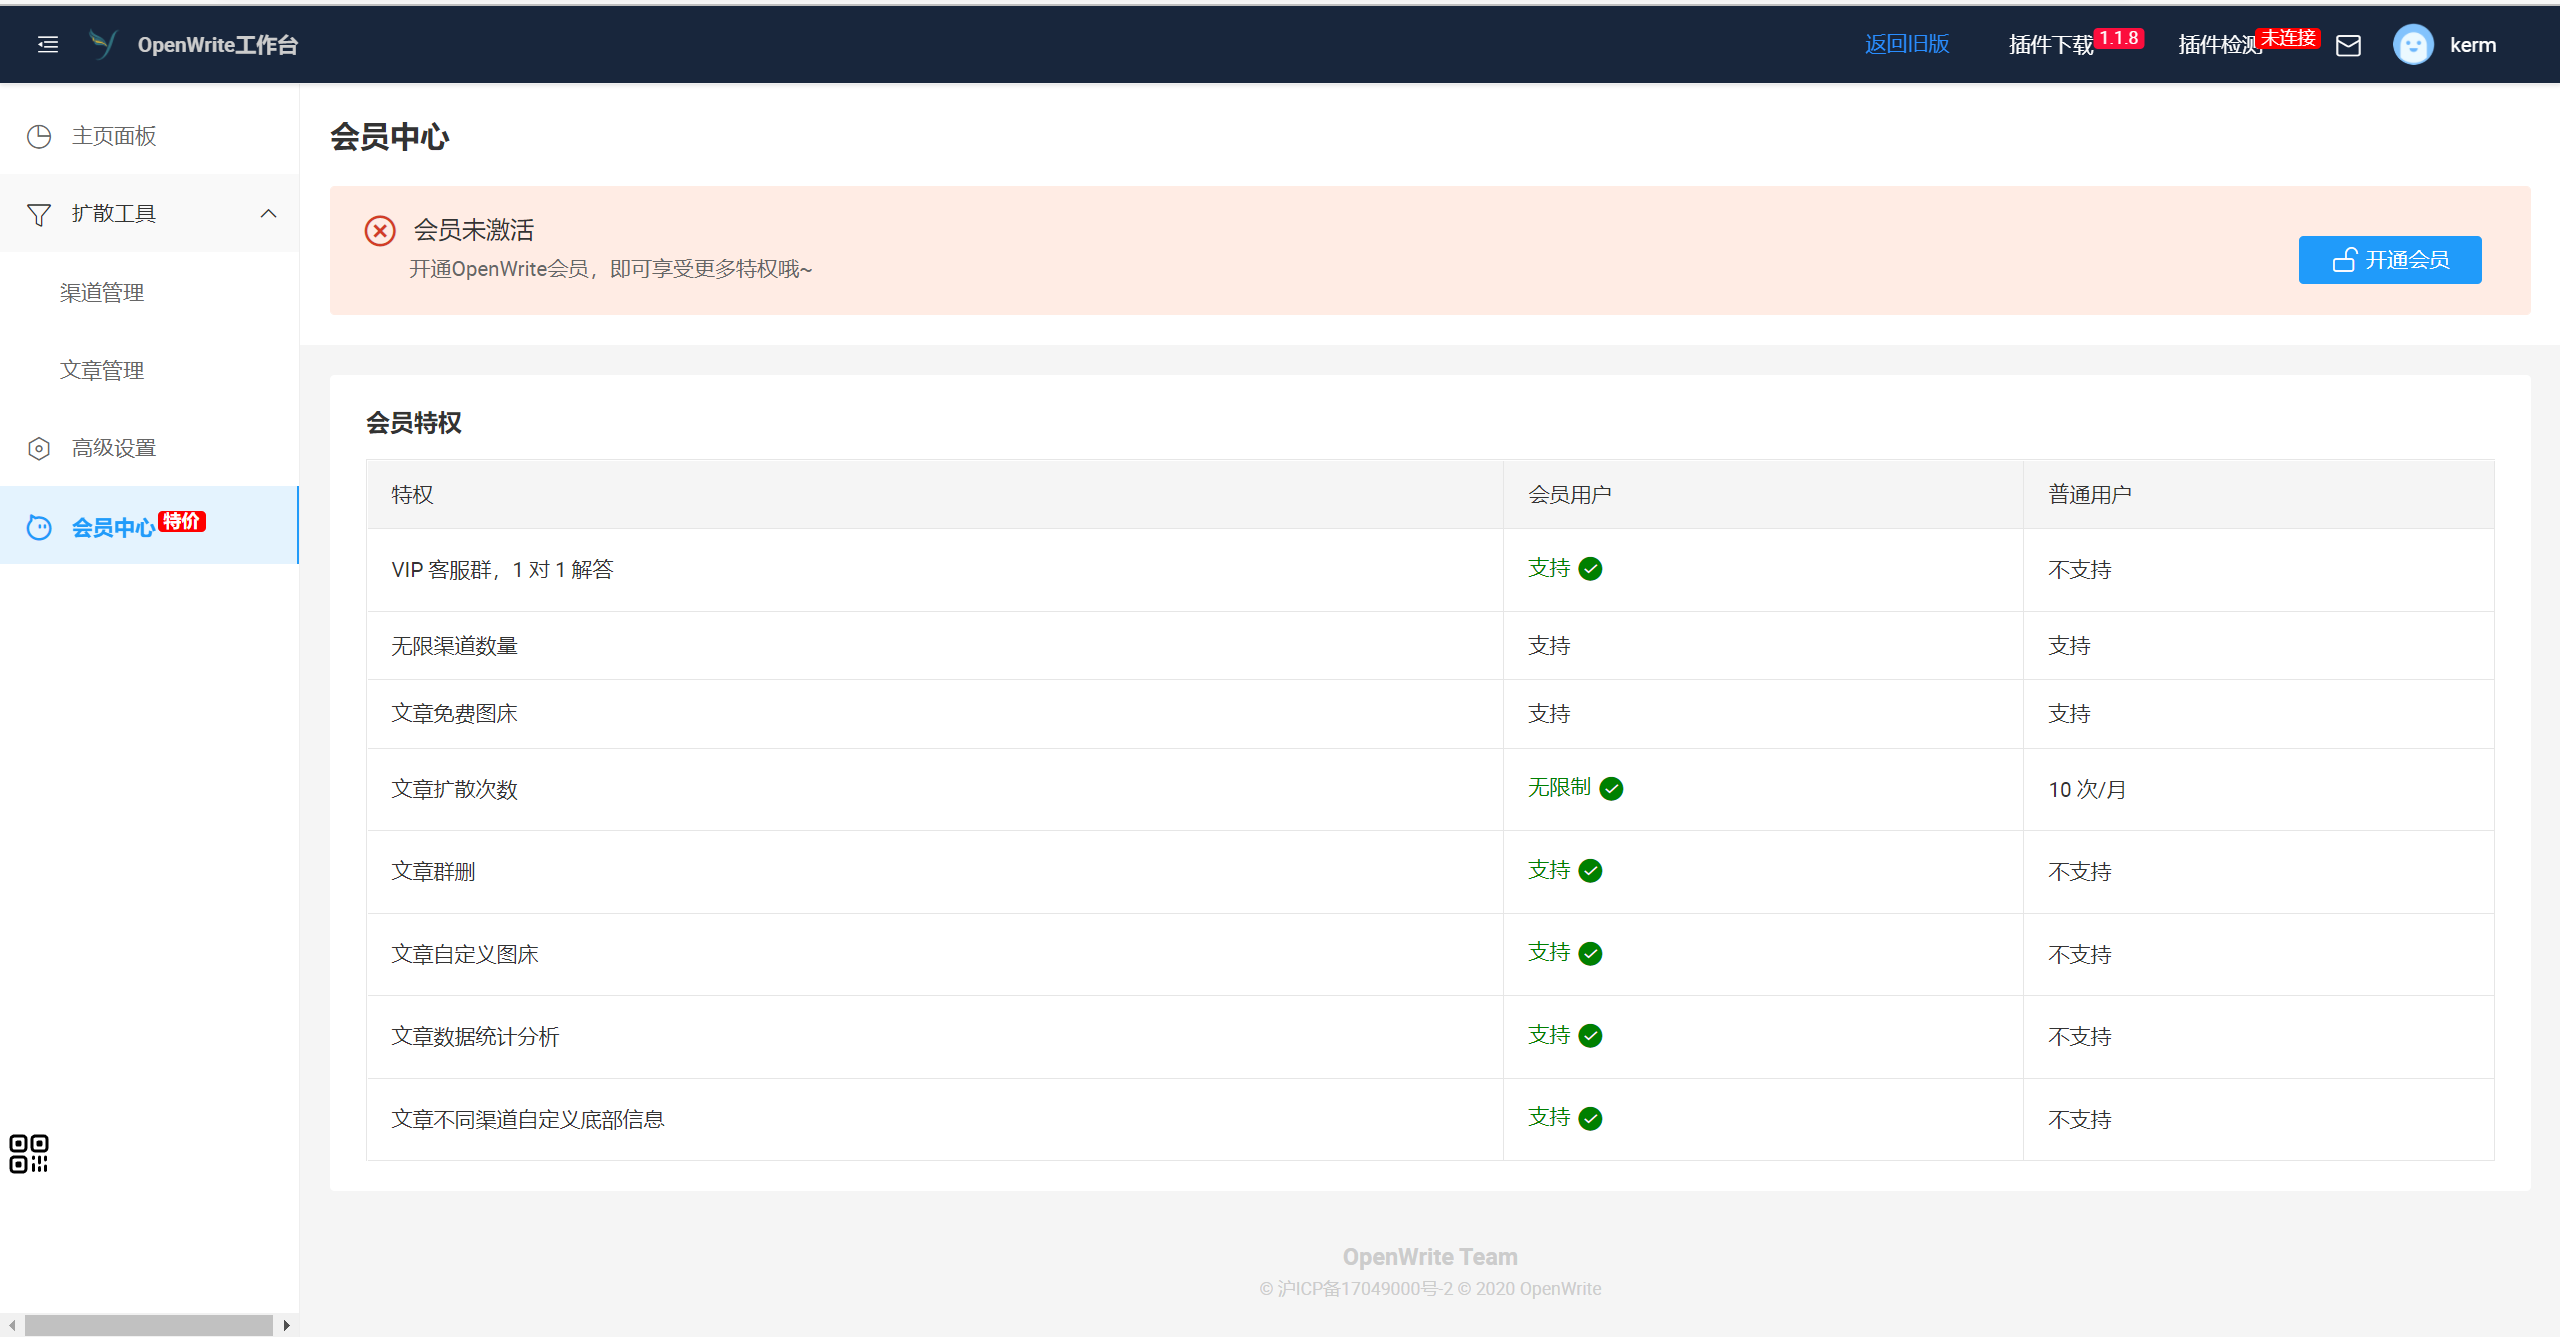 OpenWrite工作台
返回旧版
插件下载 1.1.8
插件检测 未连接
kerm
主页面板
扩散工具
渠道管理
文章管理
高级设置
会员中心 特价
会员中心
会员未激活
开通OpenWrite会员，即可享受更多特权哦~
开通会员
会员特权
特权 会员用户 普通用户
VIP 客服群，1 对 1 解答 支持 不支持
无限渠道数量 支持 支持
文章免费图床 支持 支持
文章扩散次数 无限制 10 次/月
文章群删 支持 不支持
文章自定义图床 支持 不支持
文章数据统计分析 支持 不支持
文章不同渠道自定义底部信息 支持 不支持
OpenWrite Team
© 沪ICP备17049000号-2 © 2020 OpenWrite